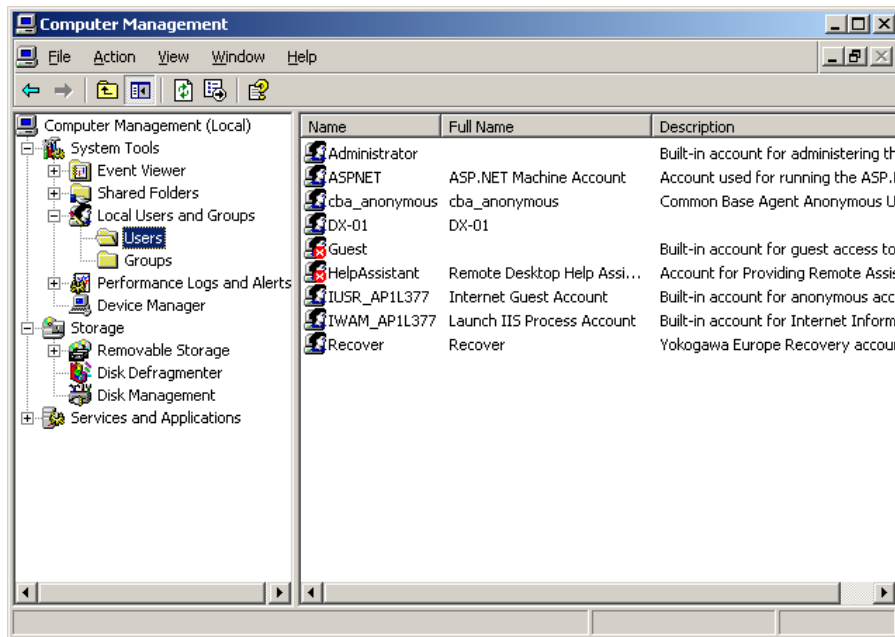 Computer Management
File Action View Window Help
Computer Management (Local)
System Tools
Event Viewer
Shared Folders
Local Users and Groups
Users
Groups
Performance Logs and Alerts
Device Manager
Storage
Removable Storage
Disk Defragmenter
Disk Management
Services and Applications
Name Full Name Description
Administrator Built-in account for administering th
ASPNET ASP.NET Machine Account Account used for running the ASP.
cba_anonymous cba_anonymous Common Base Agent Anonymous U
DX-01 DX-01
Guest Built-in account for guest access to
HelpAssistant Remote Desktop Help Assi... Account for Providing Remote Assis
IUSR_AP1L377 Internet Guest Account Built-in account for anonymous acc
IWAM_AP1L377 Launch IIS Process Account Built-in account for Internet Inform
Recover Recover Yokogawa Europe Recovery accou